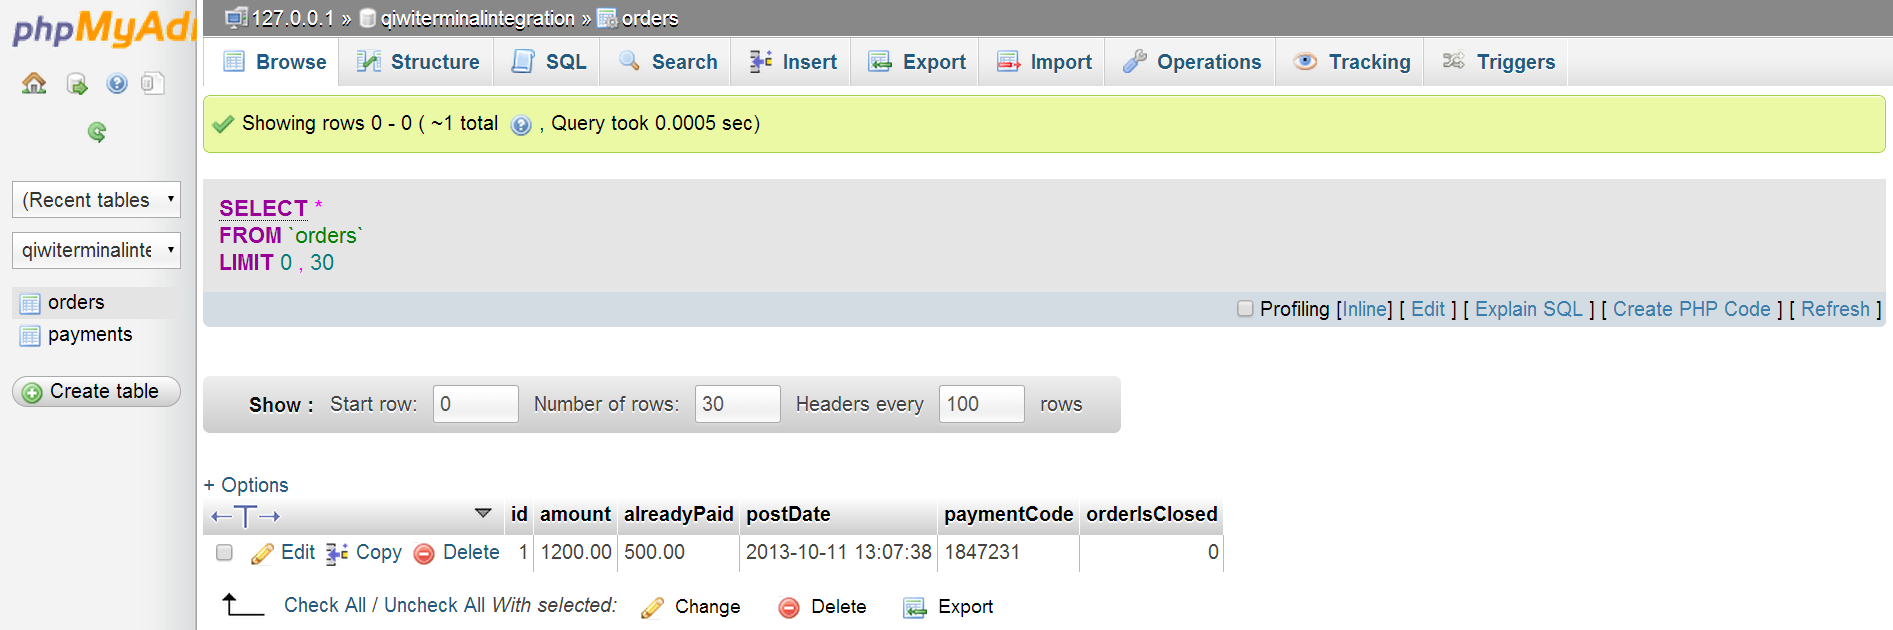 phpMyAd
127.0.0.1 » qiwiterminalintegration » orders
Browse Structure SQL Search Insert Export Import Operations Tracking Triggers
Showing rows 0 - 0 ( ~1 total , Query took 0.0005 sec)
(Recent tables
qiwiterminalinte
orders
payments
Create table
SELECT *
FROM `orders`
LIMIT 0 , 30
Profiling [Inline] [ Edit ] [ Explain SQL ] [ Create PHP Code ] [ Refresh ]
Show : Start row: 0 Number of rows: 30 Headers every 100 rows
+ Options
←T→ id amount alreadyPaid postDate paymentCode orderIsClosed
Edit Copy Delete 1 1200.00 500.00 2013-10-11 13:07:38 1847231 0
Check All / Uncheck All With selected: Change Delete Export